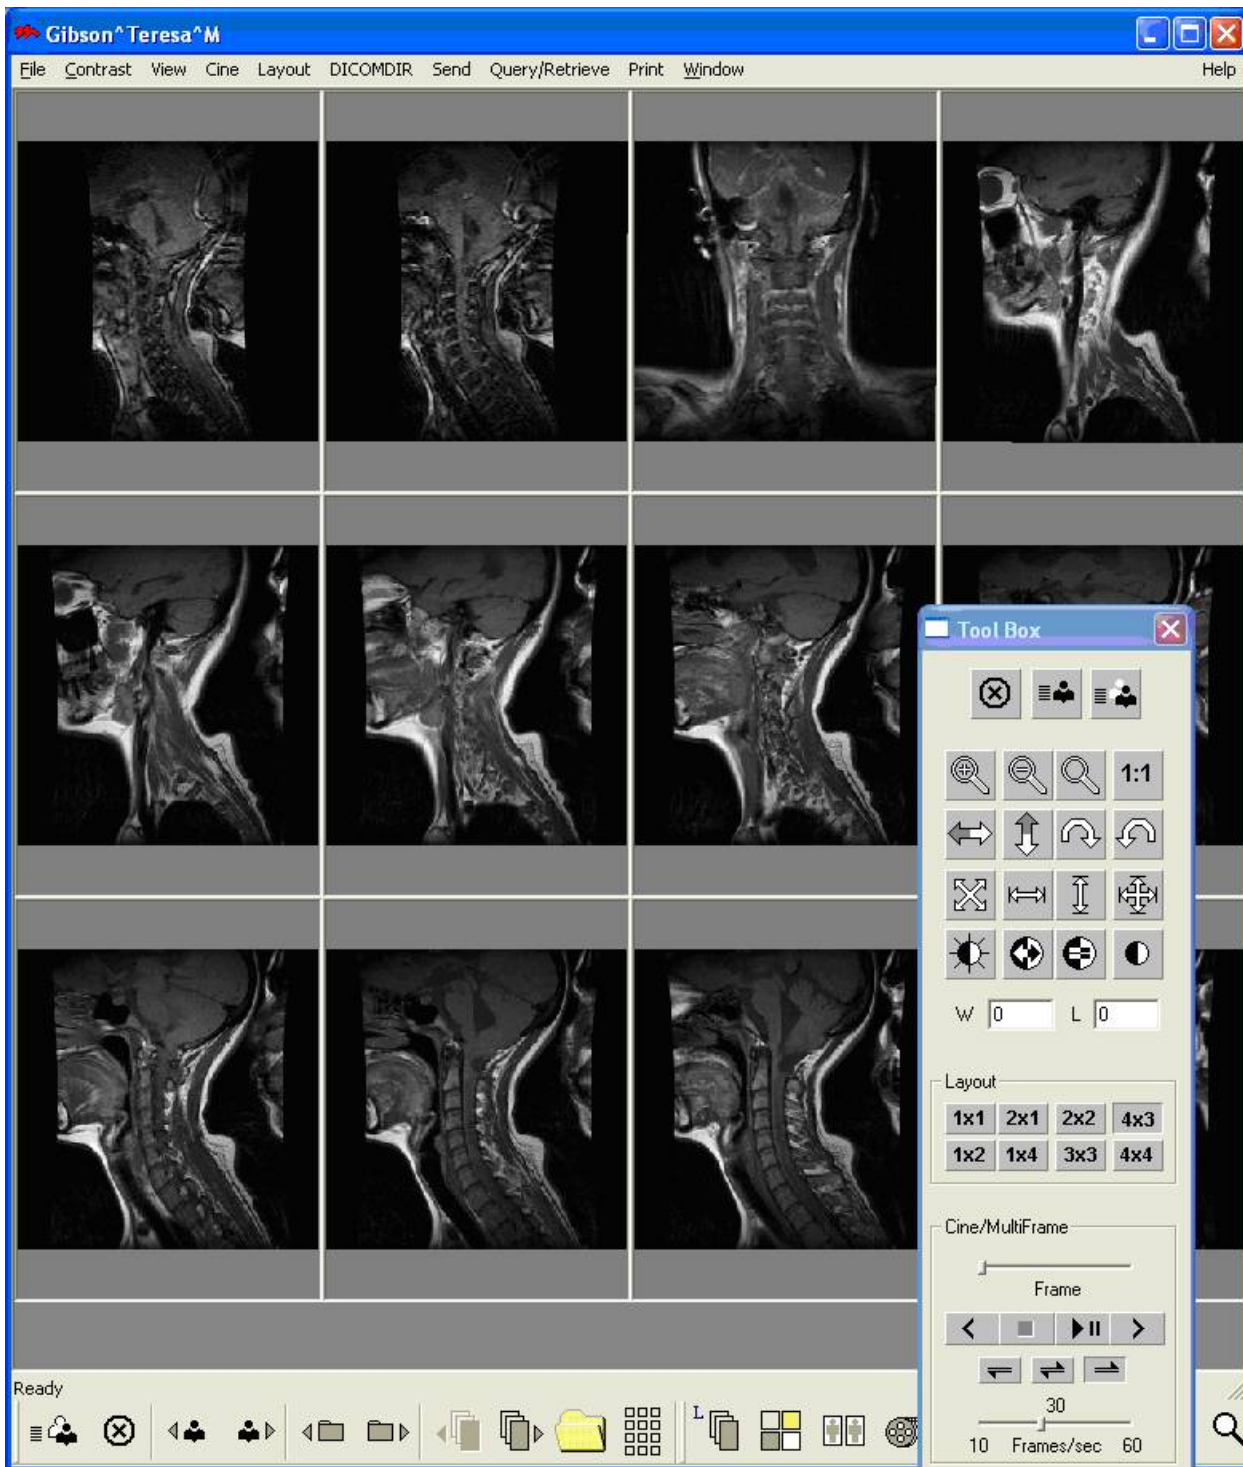 Gibson^Teresa^M
File Contrast View Cine Layout DICOMDIR Send Query/Retrieve Print Window Help
Tool Box
1:1
W 0 L 0
Layout
1x1 2x1 2x2 4x3
1x2 1x4 3x3 4x4
Cine/MultiFrame
Frame
30
10 Frames/sec 60
Ready
L